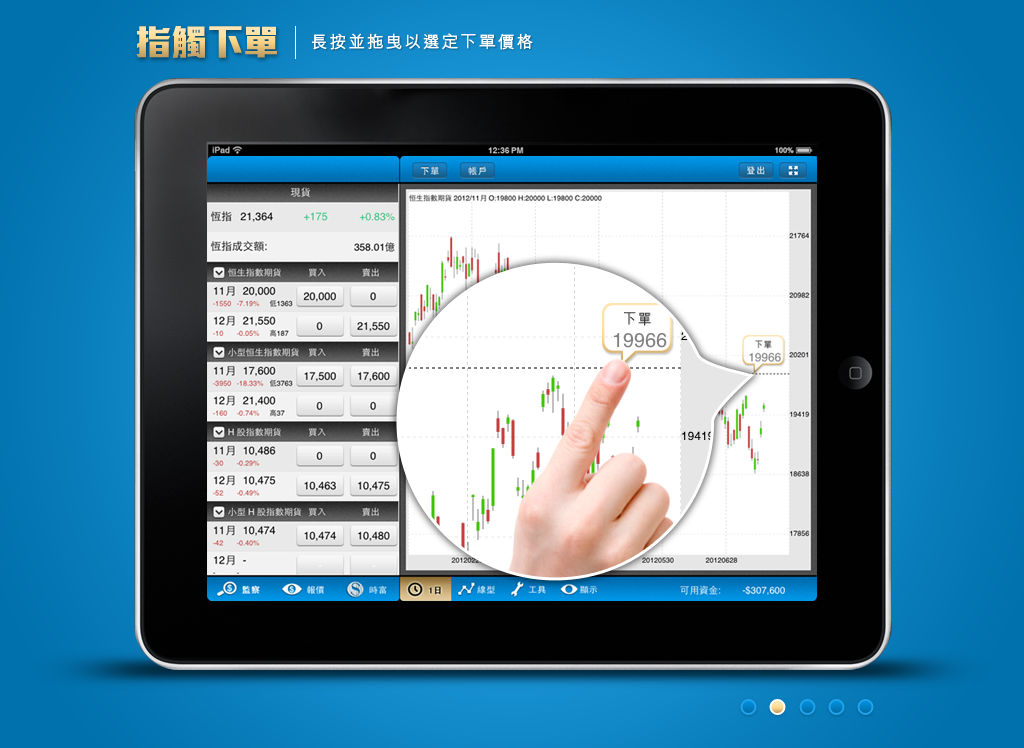 指觸下單
長按並拖曳以選定下單價格
iPad
12:36 PM
100%
下單 帳戶 登出
現貨
恆指 21,364 +175 +0.83%
恆指成交額: 358.01億
恒生指數期貨 買入 賣出
11月 20,000 20,000 0
-1550 -7.19% 低1363
12月 21,550 0 21,550
-10 -0.05% 高187
小型恒生指數期貨 買入 賣出
11月 17,600 17,500 17,600
-3950 -18.33% 低3763
12月 21,400 0 0
-160 -0.74% 高37
H 股指數期貨 買入 賣出
11月 10,486 0 0
-30 -0.29%
12月 10,475 10,463 10,475
-52 -0.49%
小型 H 股指數期貨 買入 賣出
11月 10,474 10,474 10,480
-42 -0.40%
12月 -
恒生指數期貨 2012/11月 O:19800 H:20000 L:19800 C:20000
21764
20982
20201
19419
18638
17856
下單
19966
下單
19966
19419
20120530 20120628
監察 報價 時富 1日 線型 工具 顯示 可用資金: -$307,600